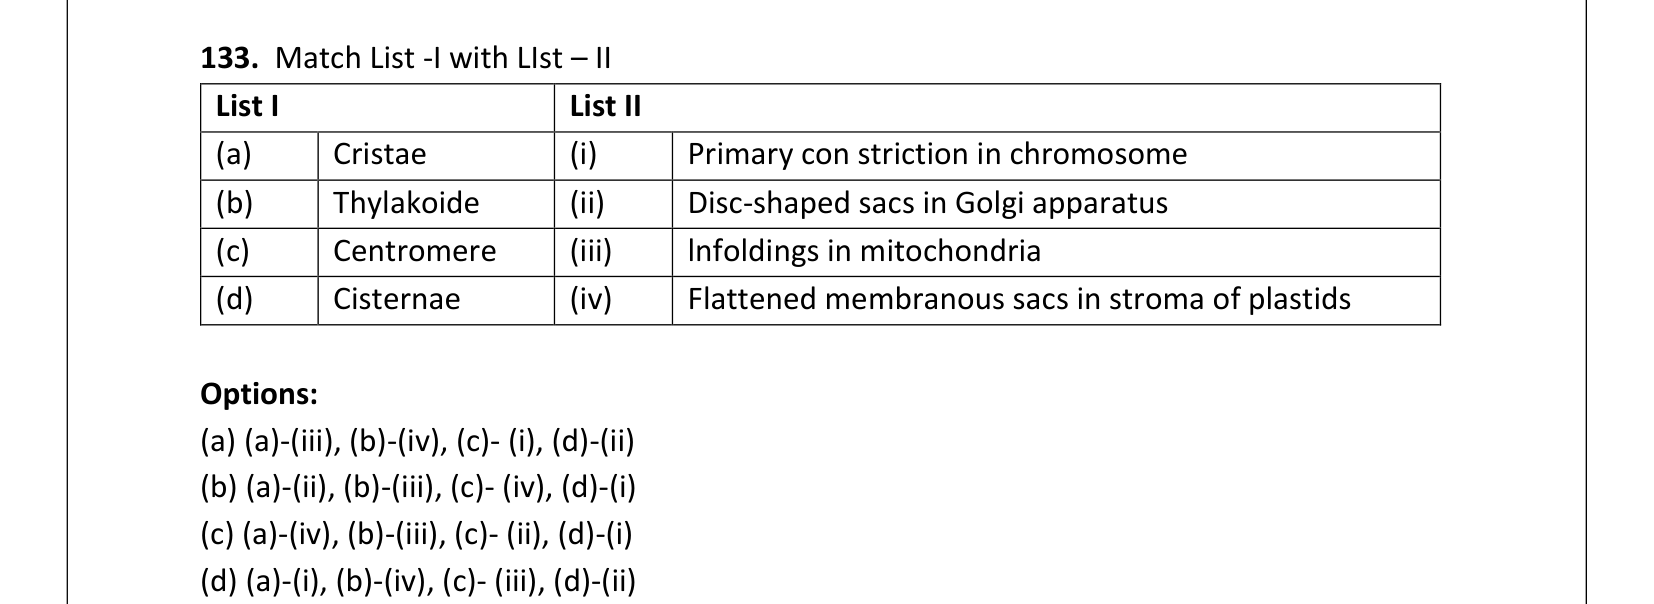 133. Match List -I with LIst – II
List I List II
(a) Cristae (i) Primary con striction in chromosome
(b) Thylakoide (ii) Disc-shaped sacs in Golgi apparatus
(c) Centromere (iii) lnfoldings in mitochondria
(d) Cisternae (iv) Flattened membranous sacs in stroma of plastids
Options:
(a) (a)-(iii), (b)-(iv), (c)- (i), (d)-(ii)
(b) (a)-(ii), (b)-(iii), (c)- (iv), (d)-(i)
(c) (a)-(iv), (b)-(iii), (c)- (ii), (d)-(i)
(d) (a)-(i), (b)-(iv), (c)- (iii), (d)-(ii)